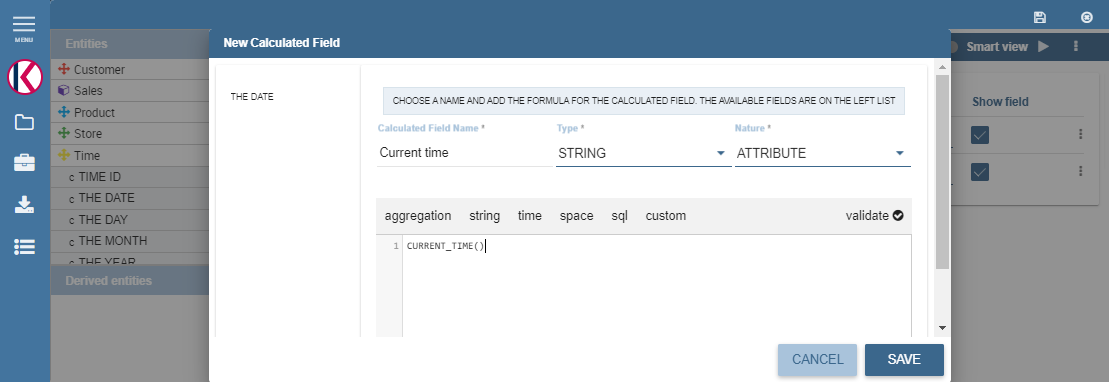 MENU
Entities
Customer
Sales
Product
Store
Time
c TIME ID
c THE DATE
c THE DAY
c THE MONTH
c THE YEAR
Derived entities
New Calculated Field
THE DATE
CHOOSE A NAME AND ADD THE FORMULA FOR THE CALCULATED FIELD. THE AVAILABLE FIELDS ARE ON THE LEFT LIST
Calculated Field Name * Type * Nature *
Current time STRING ATTRIBUTE
aggregation string time space sql custom validate
1 CURRENT_TIME()
CANCEL SAVE
Smart view
Show field